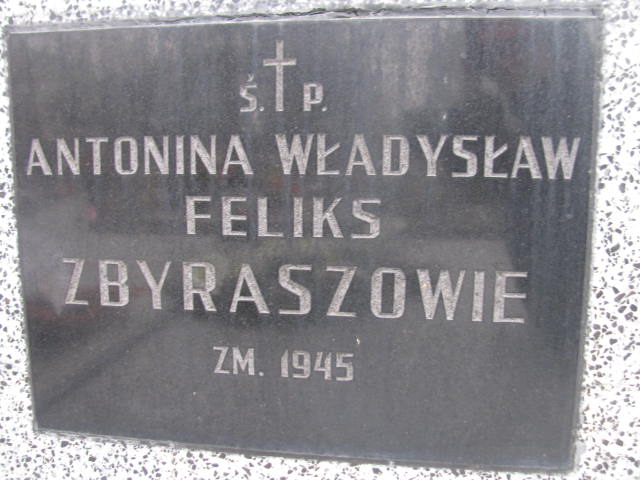 Ś. P.
ANTONINA WŁADYSŁAW
FELIKS
ZBYRASZOWIE
ZM. 1945